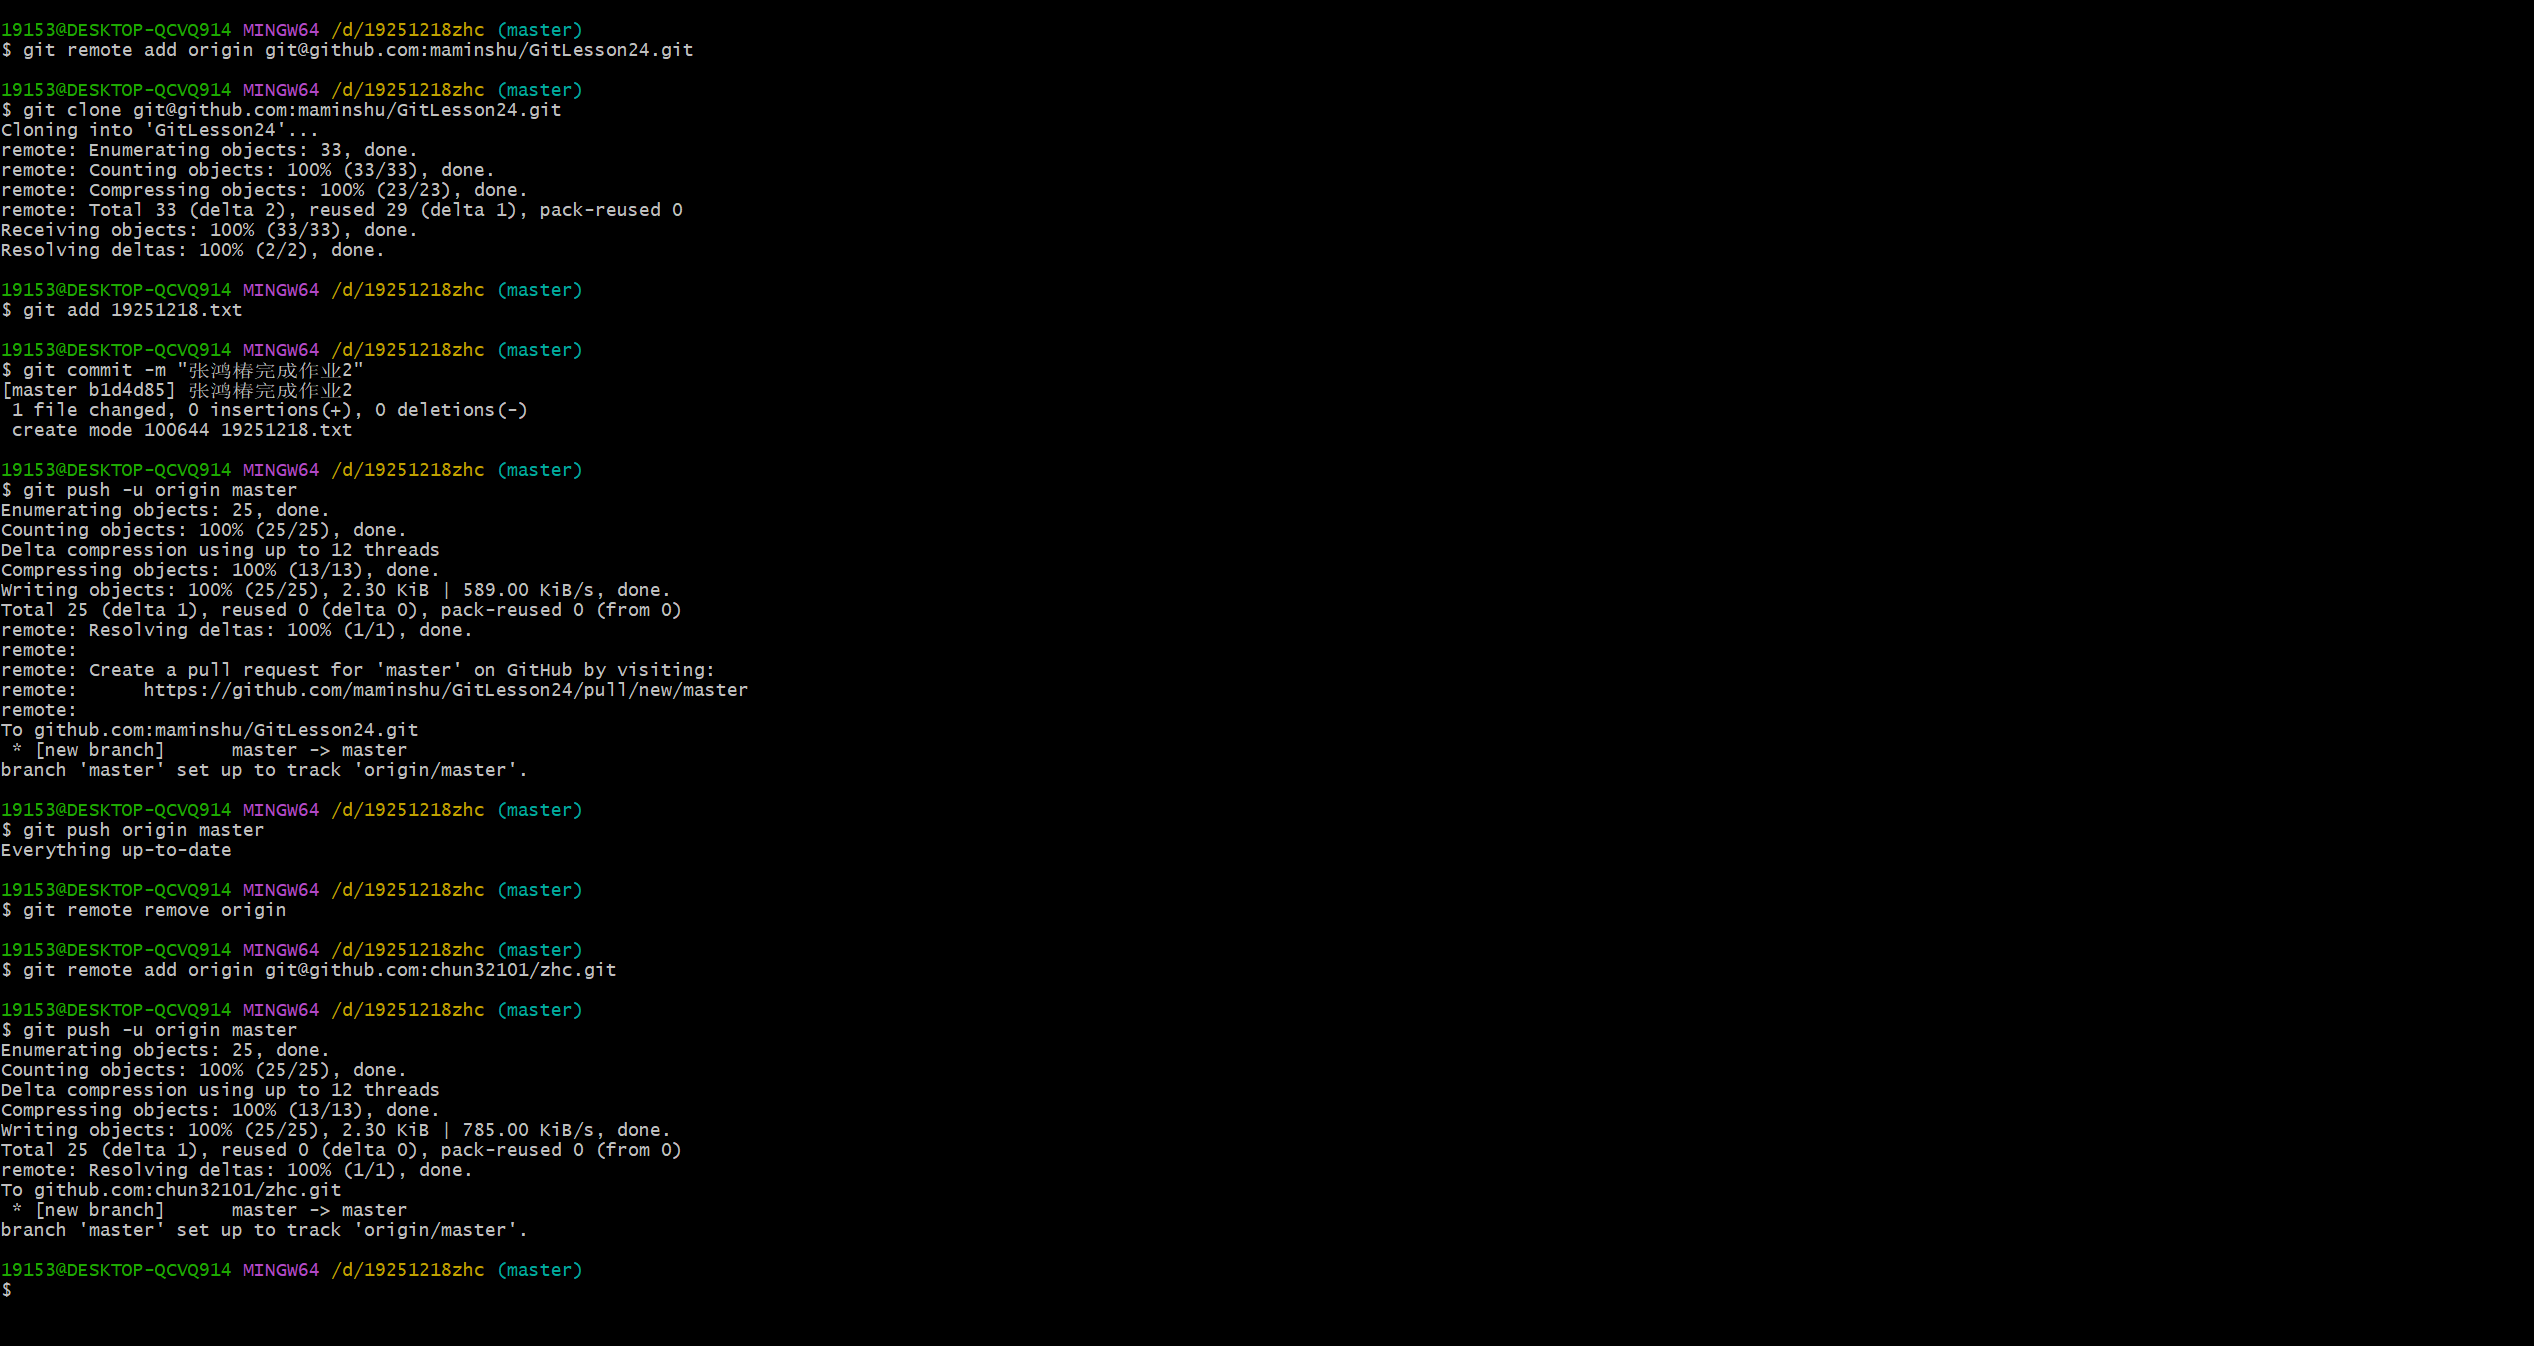 19153@DESKTOP-QCVQ914 MINGW64 /d/19251218zhc (master)
$ git remote add origin git@github.com:maminshu/GitLesson24.git
19153@DESKTOP-QCVQ914 MINGW64 /d/19251218zhc (master)
$ git clone git@github.com:maminshu/GitLesson24.git
Cloning into 'GitLesson24'...
remote: Enumerating objects: 33, done.
remote: Counting objects: 100% (33/33), done.
remote: Compressing objects: 100% (23/23), done.
remote: Total 33 (delta 2), reused 29 (delta 1), pack-reused 0
Receiving objects: 100% (33/33), done.
Resolving deltas: 100% (2/2), done.
19153@DESKTOP-QCVQ914 MINGW64 /d/19251218zhc (master)
$ git add 19251218.txt
19153@DESKTOP-QCVQ914 MINGW64 /d/19251218zhc (master)
$ git commit -m "张鸿椿完成作业2"
[master b1d4d85] 张鸿椿完成作业2
 1 file changed, 0 insertions(+), 0 deletions(-)
 create mode 100644 19251218.txt
19153@DESKTOP-QCVQ914 MINGW64 /d/19251218zhc (master)
$ git push -u origin master
Enumerating objects: 25, done.
Counting objects: 100% (25/25), done.
Delta compression using up to 12 threads
Compressing objects: 100% (13/13), done.
Writing objects: 100% (25/25), 2.30 KiB | 589.00 KiB/s, done.
Total 25 (delta 1), reused 0 (delta 0), pack-reused 0 (from 0)
remote: Resolving deltas: 100% (1/1), done.
remote:
remote: Create a pull request for 'master' on GitHub by visiting:
remote:      https://github.com/maminshu/GitLesson24/pull/new/master
remote:
To github.com:maminshu/GitLesson24.git
 * [new branch]      master -> master
branch 'master' set up to track 'origin/master'.
19153@DESKTOP-QCVQ914 MINGW64 /d/19251218zhc (master)
$ git push origin master
Everything up-to-date
19153@DESKTOP-QCVQ914 MINGW64 /d/19251218zhc (master)
$ git remote remove origin
19153@DESKTOP-QCVQ914 MINGW64 /d/19251218zhc (master)
$ git remote add origin git@github.com:chun32101/zhc.git
19153@DESKTOP-QCVQ914 MINGW64 /d/19251218zhc (master)
$ git push -u origin master
Enumerating objects: 25, done.
Counting objects: 100% (25/25), done.
Delta compression using up to 12 threads
Compressing objects: 100% (13/13), done.
Writing objects: 100% (25/25), 2.30 KiB | 785.00 KiB/s, done.
Total 25 (delta 1), reused 0 (delta 0), pack-reused 0 (from 0)
remote: Resolving deltas: 100% (1/1), done.
To github.com:chun32101/zhc.git
 * [new branch]      master -> master
branch 'master' set up to track 'origin/master'.
19153@DESKTOP-QCVQ914 MINGW64 /d/19251218zhc (master)
$